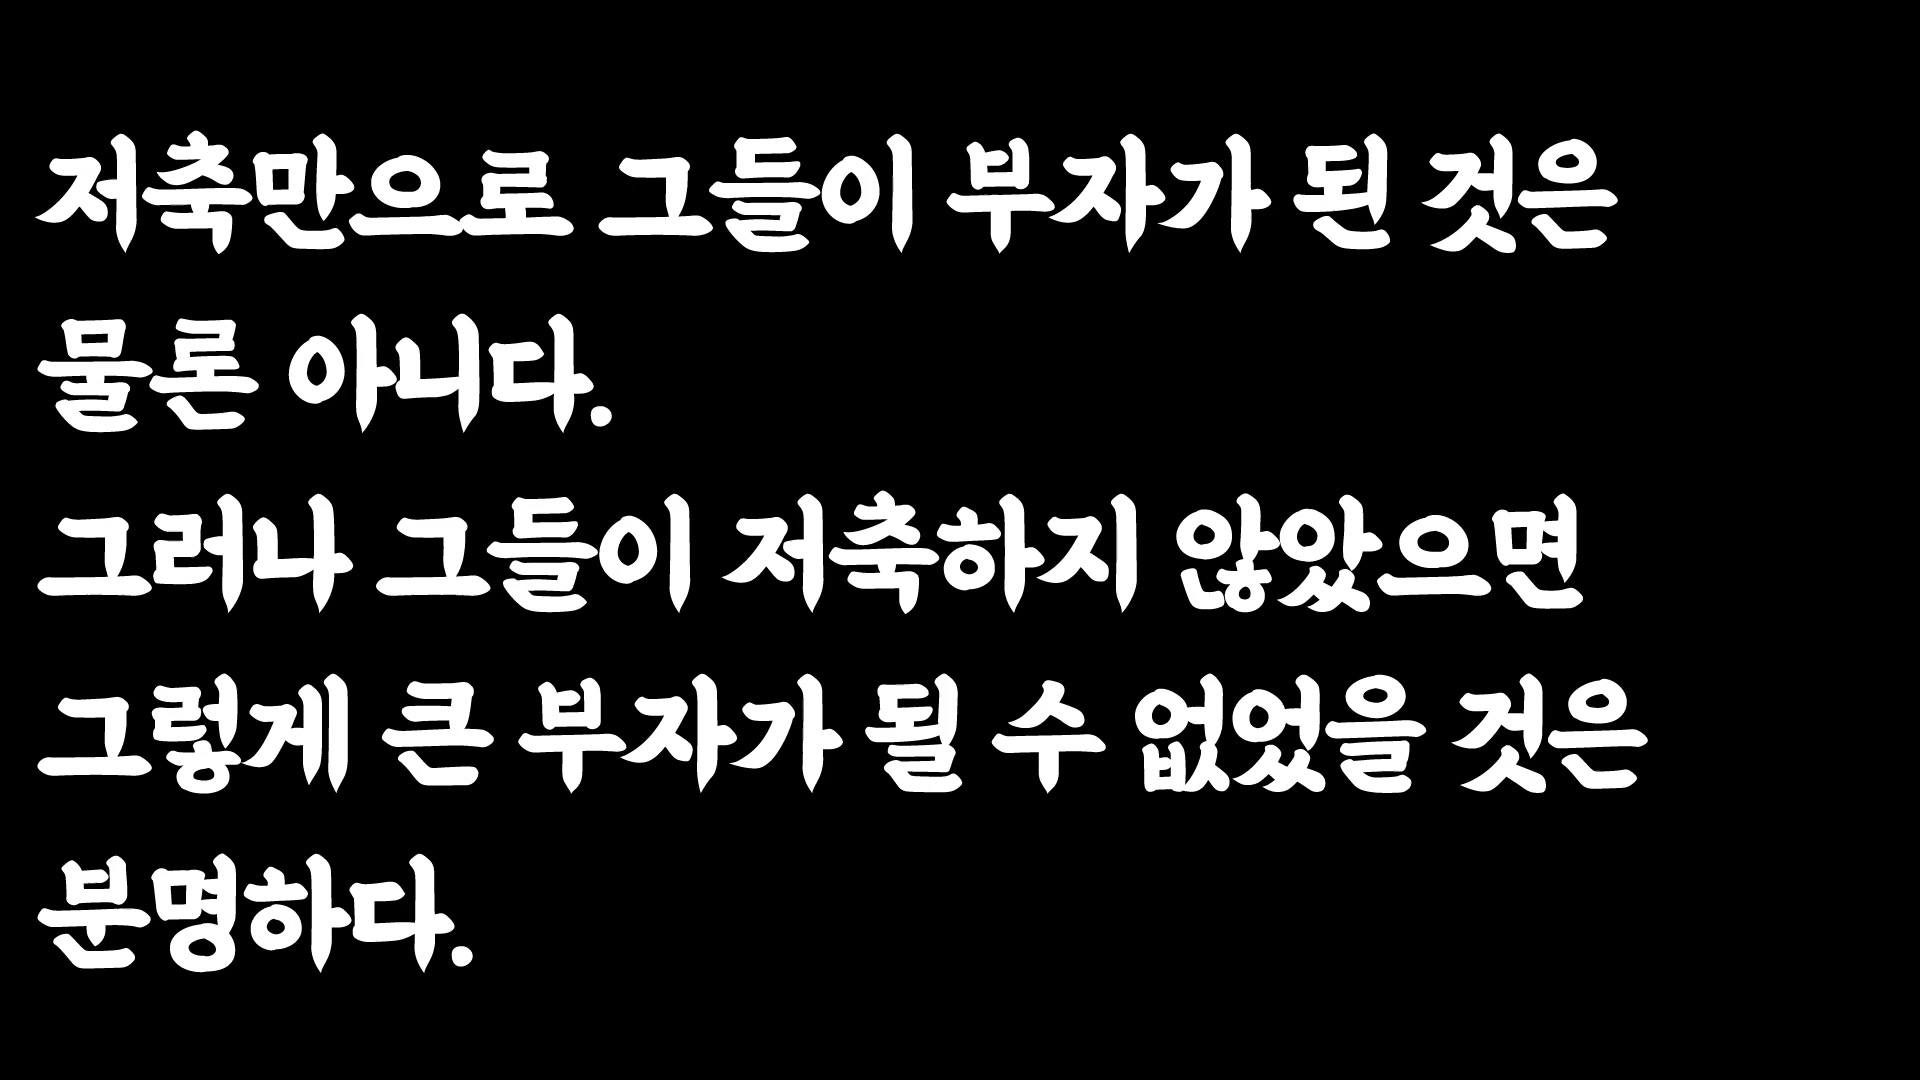 저축만으로 그들이 부자가 된 것은
물론 아니다.
그러나 그들이 저축하지 않았으면
그렇게 큰 부자가 될 수 없었을 것은
분명하다.